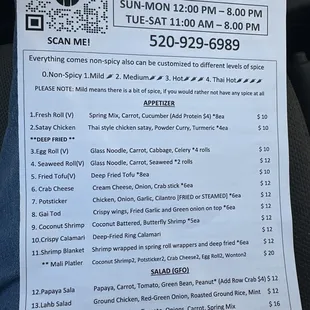 SUN-MON 12:00 PM – 8.00 PM
TUE-SAT 11:00 AM – 8.00 PM
SCAN ME!
520-929-6989
Everything comes non-spicy also can be customized to different levels of spice
0.Non-Spicy 1.Mild 2. Medium 3. Hot 4. Thai Hot
PLEASE NOTE: Mild means there is a bit of spice, if you would rather not have any spice at all
APPETIZER
1.Fresh Roll (V) Spring Mix, Carrot, Cucumber (Add Protein $4) *8ea $ 10
2.Satay Chicken Thai style chicken satay, Powder Curry, Turmeric *4ea $ 10
**DEEP FRIED **
3.Egg Roll(V) Glass Noodle, Carrot, Cabbage, Celry *4 rolls $ 10
4. Seaweed Roll(V) Glass Noodle, Carrot, Seaweed *2 rolls $ 12
5. Fried Tofu(V) Deep Fried Tofu *8ea $ 10
6. Crab Cheese Cream Cheese, Onion, Crab stick *6ea $ 12
7. Potsticker Chicken, Onion, Garlic, Cilantro [FRIED or STEAMED] *6ea $ 12
8. Gai Tod Crispy wings, Fried Garlic and Green onion on top *6ea $ 12
9. Coconut Shrimp Coconut Battered, Butterfly Shrimp *5ea $ 12
10.Crispy Calamari Deep-Fried Ring Calamari $ 12
11.Shrimp Blanket Shrimp wrapped in spring roll wrappers and deep fried *6ea $ 12
** Mali Platler Coconut Shrimp2, Potsticker2, Crab Cheese2, Egg Roll2, Wonton2 $ 20
SALAD (GFO)
12.Papaya Sala Papaya, Carrot, Tomato, Green Bean, Peanut* (Add Row Crab $4) $ 12
13.Lahb Salad Ground Chicken, Red-Green Onion, Roasted Ground Rice, Mint $ 12
Onion, Carrot, Spring Mix $ 16